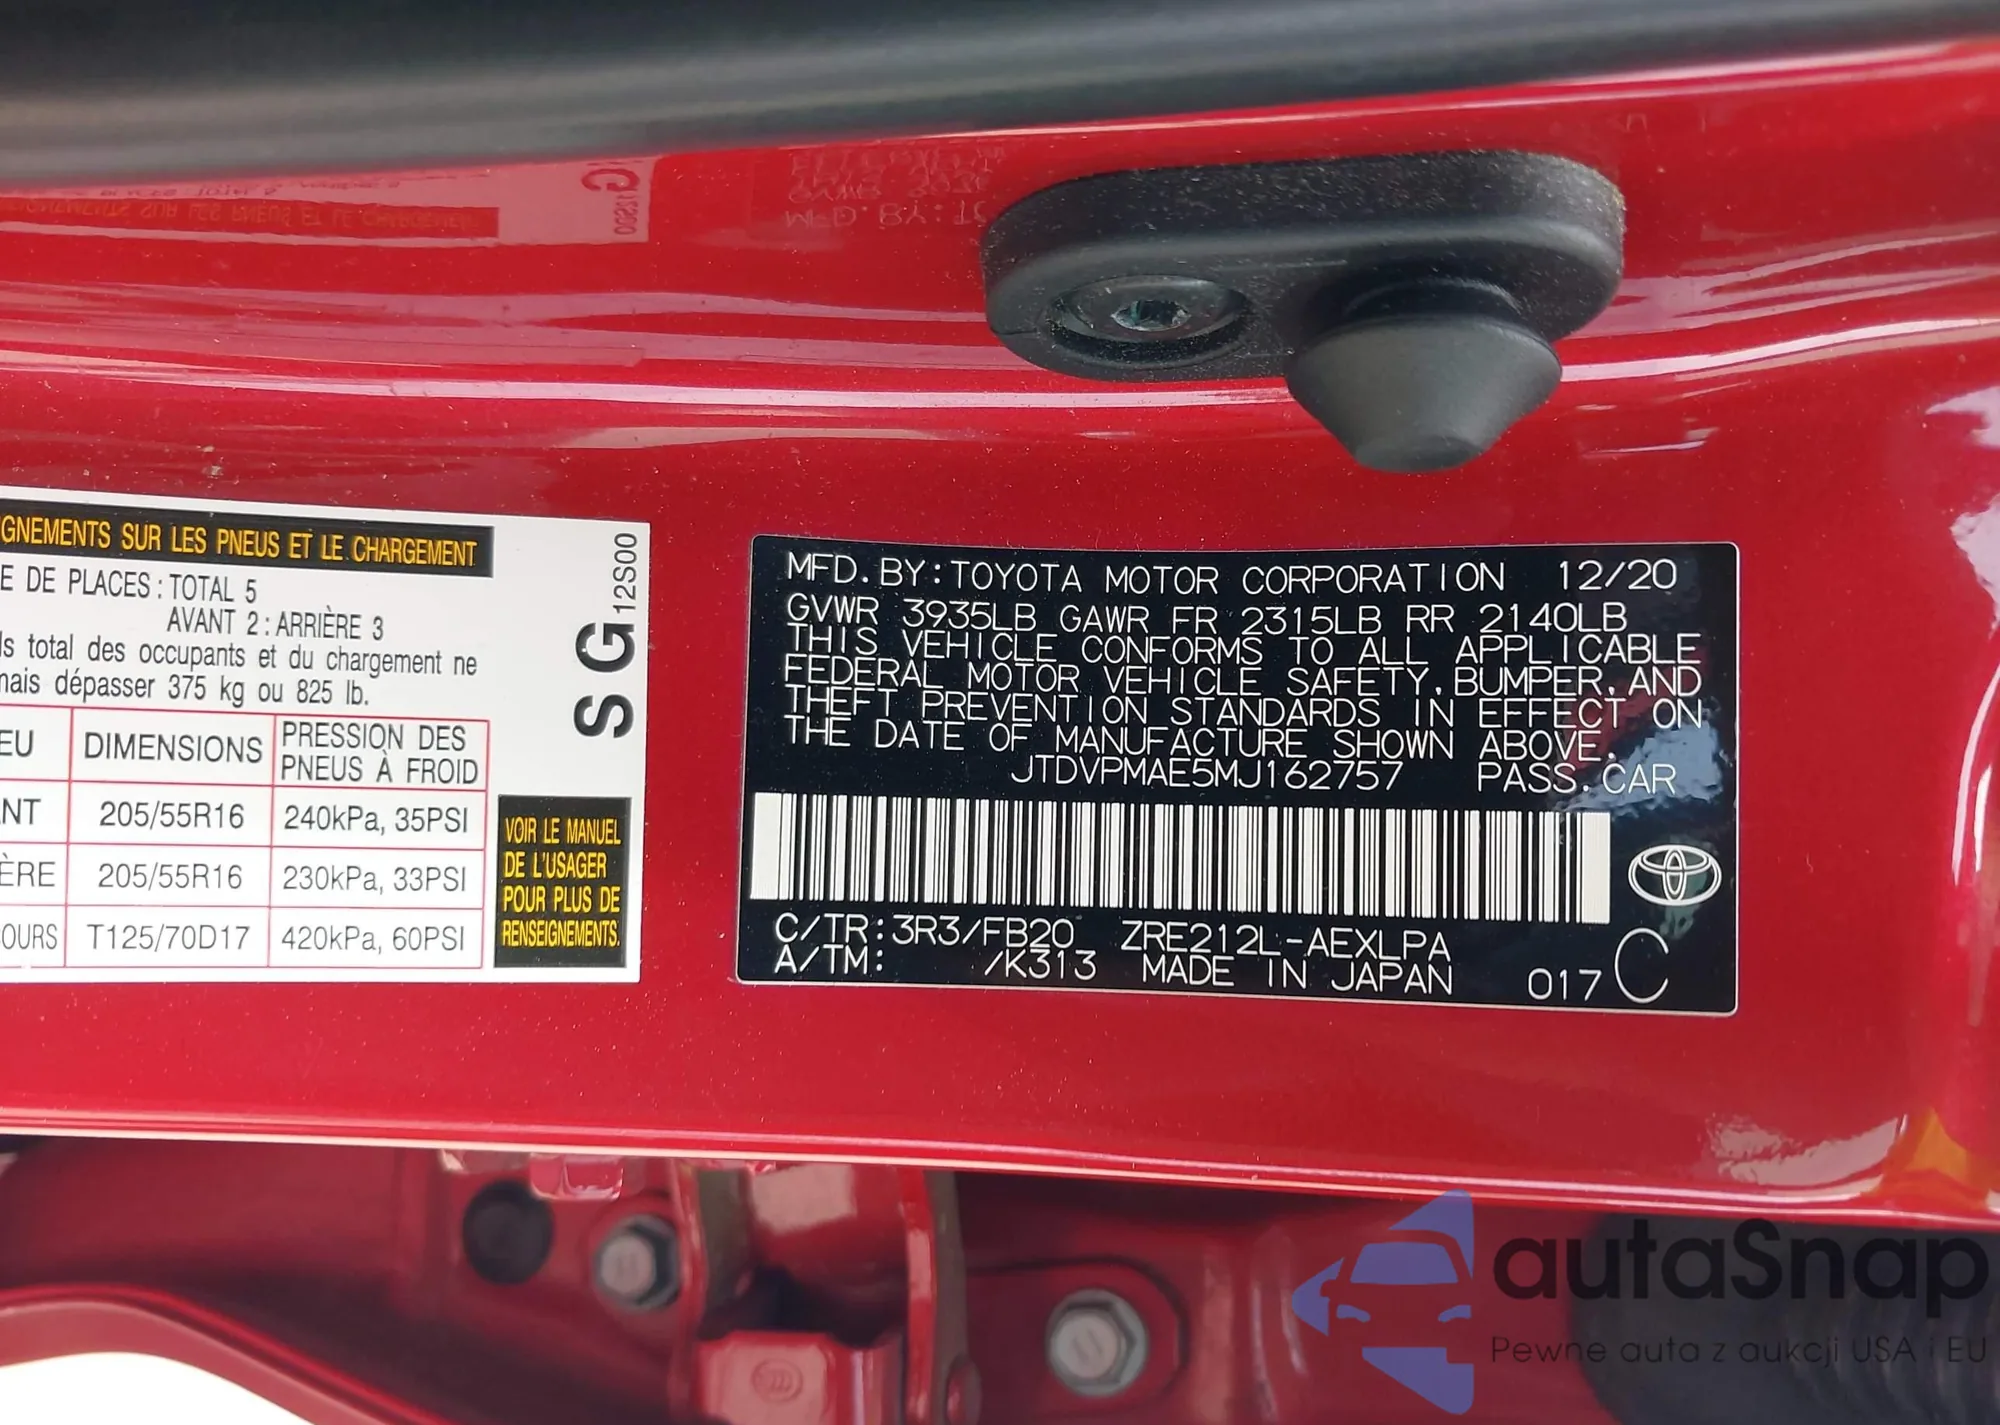 GNEMENTS SUR LES PNEUS ET LE CHARGEMENT
E DE PLACES : TOTAL 5
AVANT 2 : ARRIÈRE 3
ls total des occupants et du chargement ne
mais dépasser 375 kg ou 825 lb.
EU DIMENSIONS PRESSION DES PNEUS À FROID
ANT 205/55R16 240kPa, 35PSI
ÈRE 205/55R16 230kPa, 33PSI
OURS T125/70D17 420kPa, 60PSI
SG12S00
VOIR LE MANUEL
DE L'USAGER
POUR PLUS DE
RENSEIGNEMENTS.
MFD. BY: TOYOTA MOTOR CORPORATION 12/20
GVWR 3935LB GAWR FR 2315LB RR 2140LB
THIS VEHICLE CONFORMS TO ALL APPLICABLE
FEDERAL MOTOR VEHICLE SAFETY, BUMPER, AND
THEFT PREVENTION STANDARDS IN EFFECT ON
THE DATE OF MANUFACTURE SHOWN ABOVE.
JTDVPMAE5MJ162757 PASS. CAR
C/TR: 3R3/FB20 ZRE212L-AEXLPA
A/TM: /K313 MADE IN JAPAN 017 C
autaSnap
Pewne auta z aukcji USA i EU